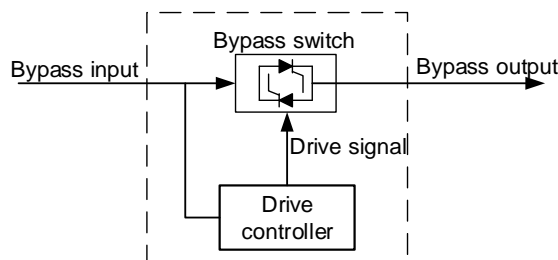 Bypass switch
Bypass input
Bypass output
Drive signal
Drive
controller